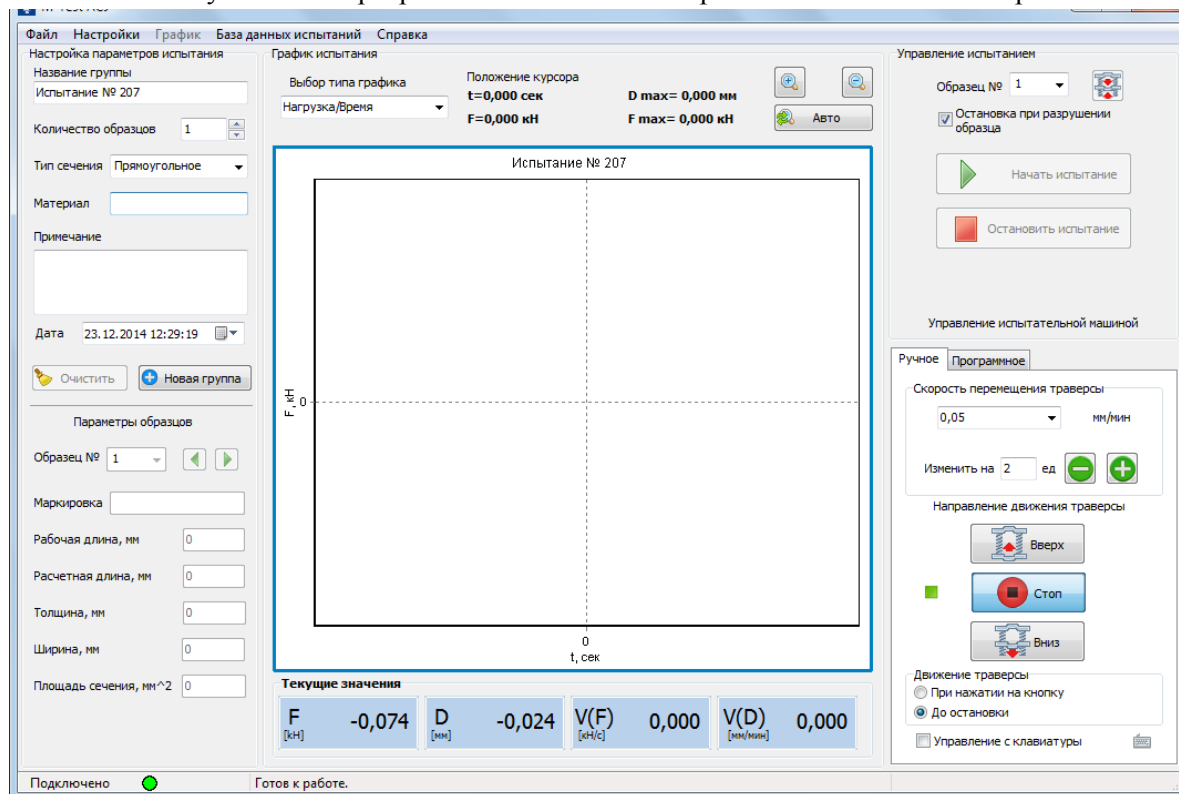 Файл Настройки График База данных испытаний Справка
Настройка параметров испытания
Название группы
Испытание № 207
Количество образцов 1
Тип сечения Прямоугольное
Материал
Примечание
Дата 23.12.2014 12:29:19
Очистить Новая группа
Параметры образцов
Образец № 1
Маркировка
Рабочая длина, мм 0
Расчетная длина, мм 0
Толщина, мм 0
Ширина, мм 0
Площадь сечения, мм^2 0
График испытания
Выбор типа графика
Нагрузка/Время
Положение курсора
t=0,000 сек D max= 0,000 мм
F=0,000 кН F max= 0,000 кН
Авто
Испытание № 207
F, кН
0
0
t, сек
Текущие значения
F [кН] -0,074 D [мм] -0,024 V(F) [кН/с] 0,000 V(D) [мм/мин] 0,000
Управление испытанием
Образец № 1
Остановка при разрушении
образца
Начать испытание
Остановить испытание
Управление испытательной машиной
Ручное Программное
Скорость перемещения траверсы
0,05 мм/мин
Изменить на 2 ед
Направление движения траверсы
Вверх
Стоп
Вниз
Движение траверсы
При нажатии на кнопку
До остановки
Управление с клавиатуры
Подключено Готов к работе.